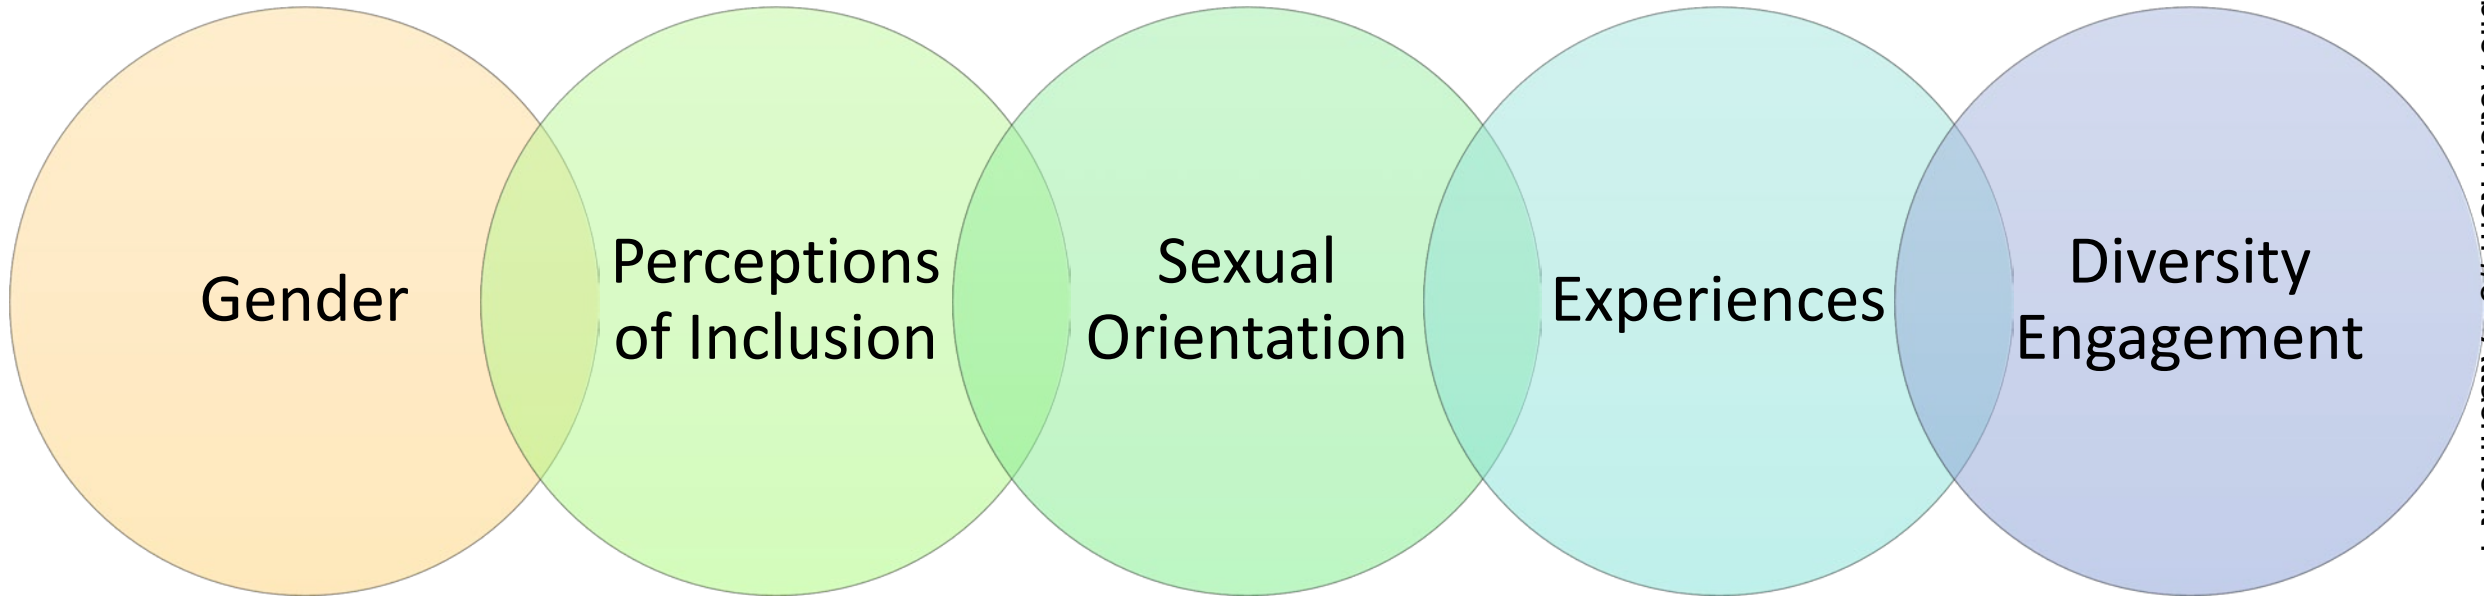 Gender
Perceptions
of Inclusion
Sexual
Orientation
Experiences
Diversity
Engagement